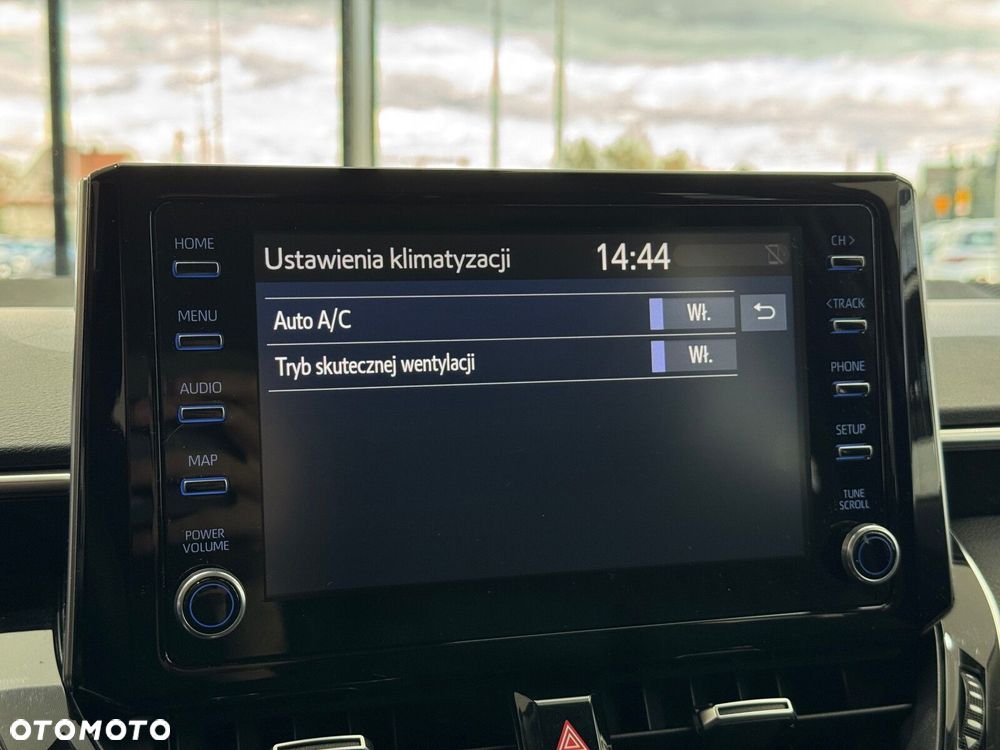 HOME
MENU
AUDIO
MAP
POWER
VOLUME
Ustawienia klimatyzacji 14:44
Auto A/C Wł.
Tryb skutecznej wentylacji Wł.
CH >
< TRACK
PHONE
SETUP
TUNE
SCROLL
OTOMOTO